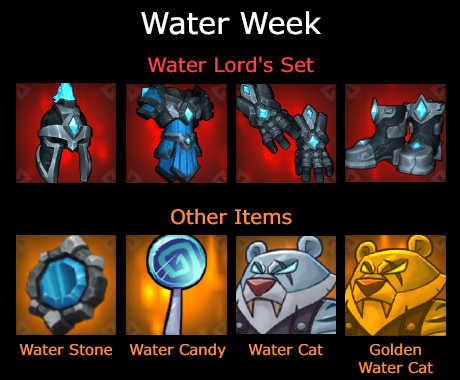 Water Week
Water Lord's Set
Other Items
Water Stone
Water Candy
Water Cat
Golden
Water Cat